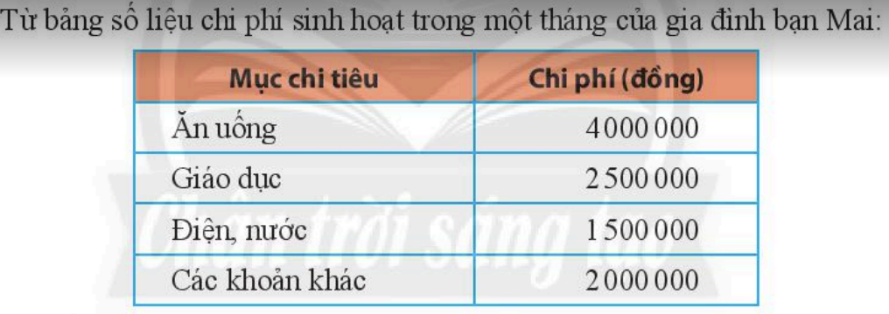 Từ bảng số liệu chi phí sinh hoạt trong một tháng của gia đình bạn Mai:
Mục chi tiêu Chi phí (đồng)
Ăn uống 4 000 000
Giáo dục 2 500 000
Điện, nước 1 500 000
Các khoản khác 2 000 000
Chân trời sáng tạo